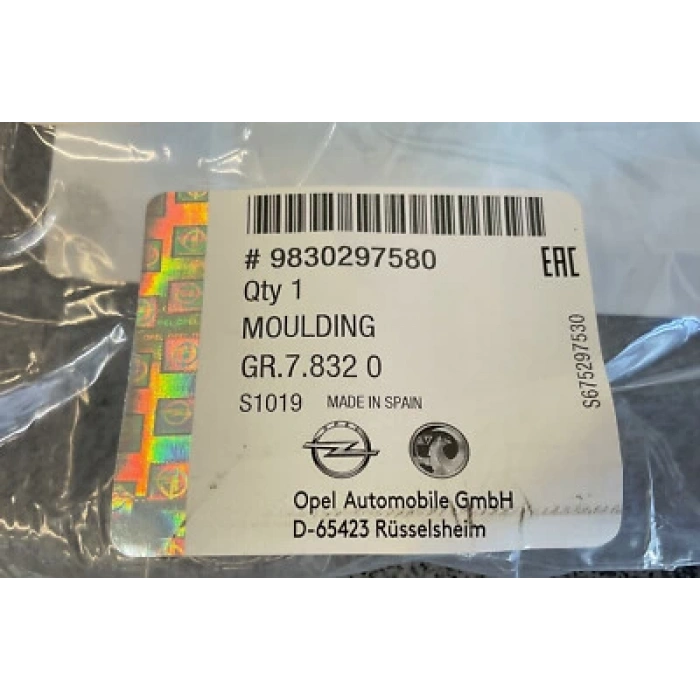 # 9830297580
EAC
Qty 1
MOULDING
GR.7.832 0
S1019 MADE IN SPAIN
S675297530
OPEL
Opel Automobile GmbH
D-65423 Rüsselsheim